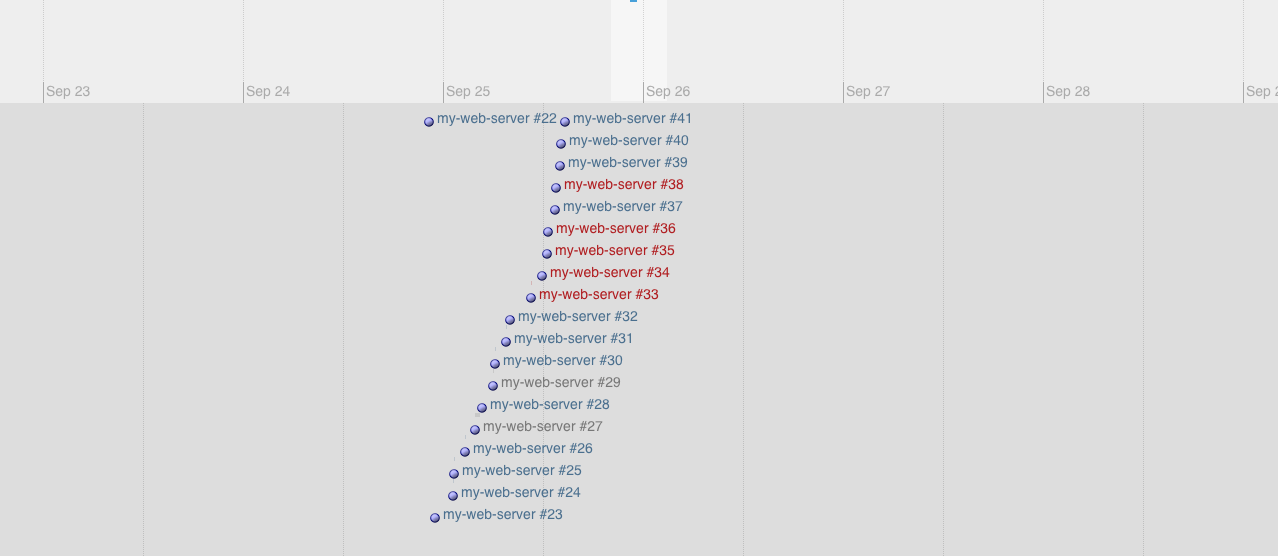 Sep 23 Sep 24 Sep 25 Sep 26 Sep 27 Sep 28 Sep 2
my-web-server #22 my-web-server #41
my-web-server #40
my-web-server #39
my-web-server #38
my-web-server #37
my-web-server #36
my-web-server #35
my-web-server #34
my-web-server #33
my-web-server #32
my-web-server #31
my-web-server #30
my-web-server #29
my-web-server #28
my-web-server #27
my-web-server #26
my-web-server #25
my-web-server #24
my-web-server #23